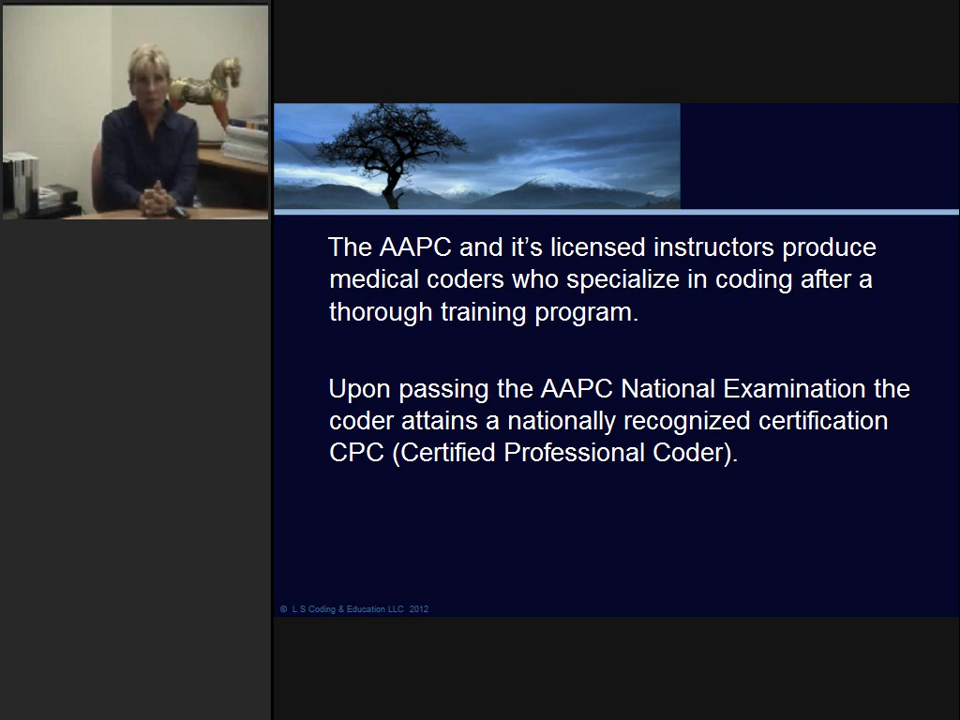 The AAPC and it’s licensed instructors produce
medical coders who specialize in coding after a
thorough training program.
Upon passing the AAPC National Examination the
coder attains a nationally recognized certification
CPC (Certified Professional Coder).
© L S Coding & Education LLC 2012